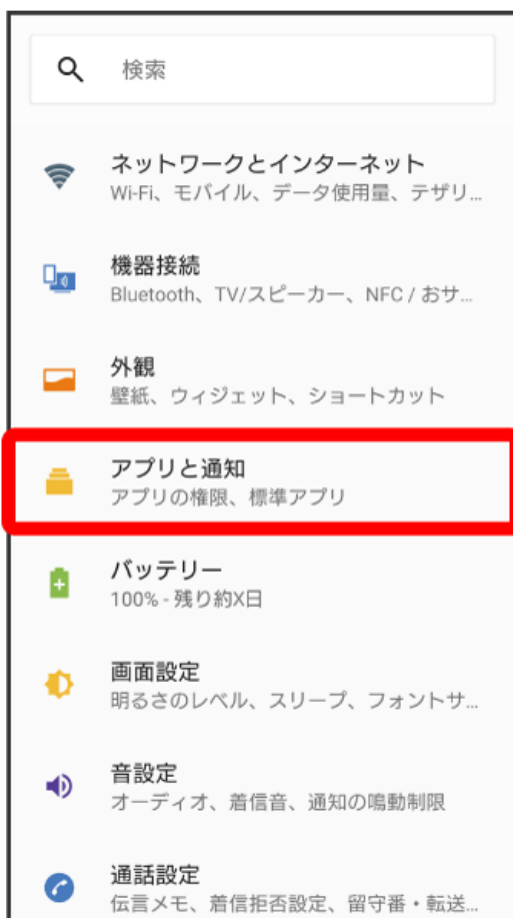 検索
ネットワークとインターネット
Wi-Fi、モバイル、データ使用量、テザリ...
機器接続
Bluetooth、TV/スピーカー、NFC / おサ...
外観
壁紙、ウィジェット、ショートカット
アプリと通知
アプリの権限、標準アプリ
バッテリー
100% - 残り約X日
画面設定
明るさのレベル、スリープ、フォントサ...
音設定
オーディオ、着信音、通知の鳴動制限
通話設定
伝言メモ、着信拒否設定、留守番・転送...